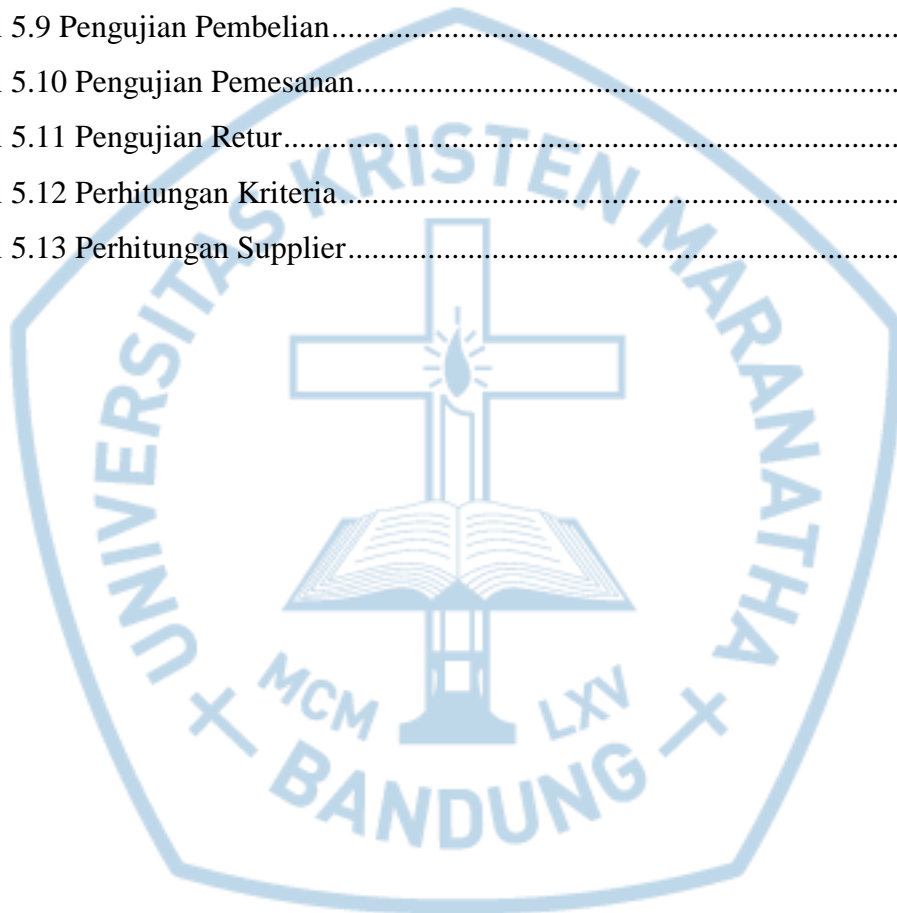 5.9 Pengujian Pembelian..................................................................
5.10 Pengujian Pemesanan...............................................................
5.11 Pengujian Retur........................................................................
5.12 Perhitungan Kriteria.................................................................
5.13 Perhitungan Supplier................................................................
UNIVERSITAS KRISTEN MARANATHA
MCM LXV
BANDUNG